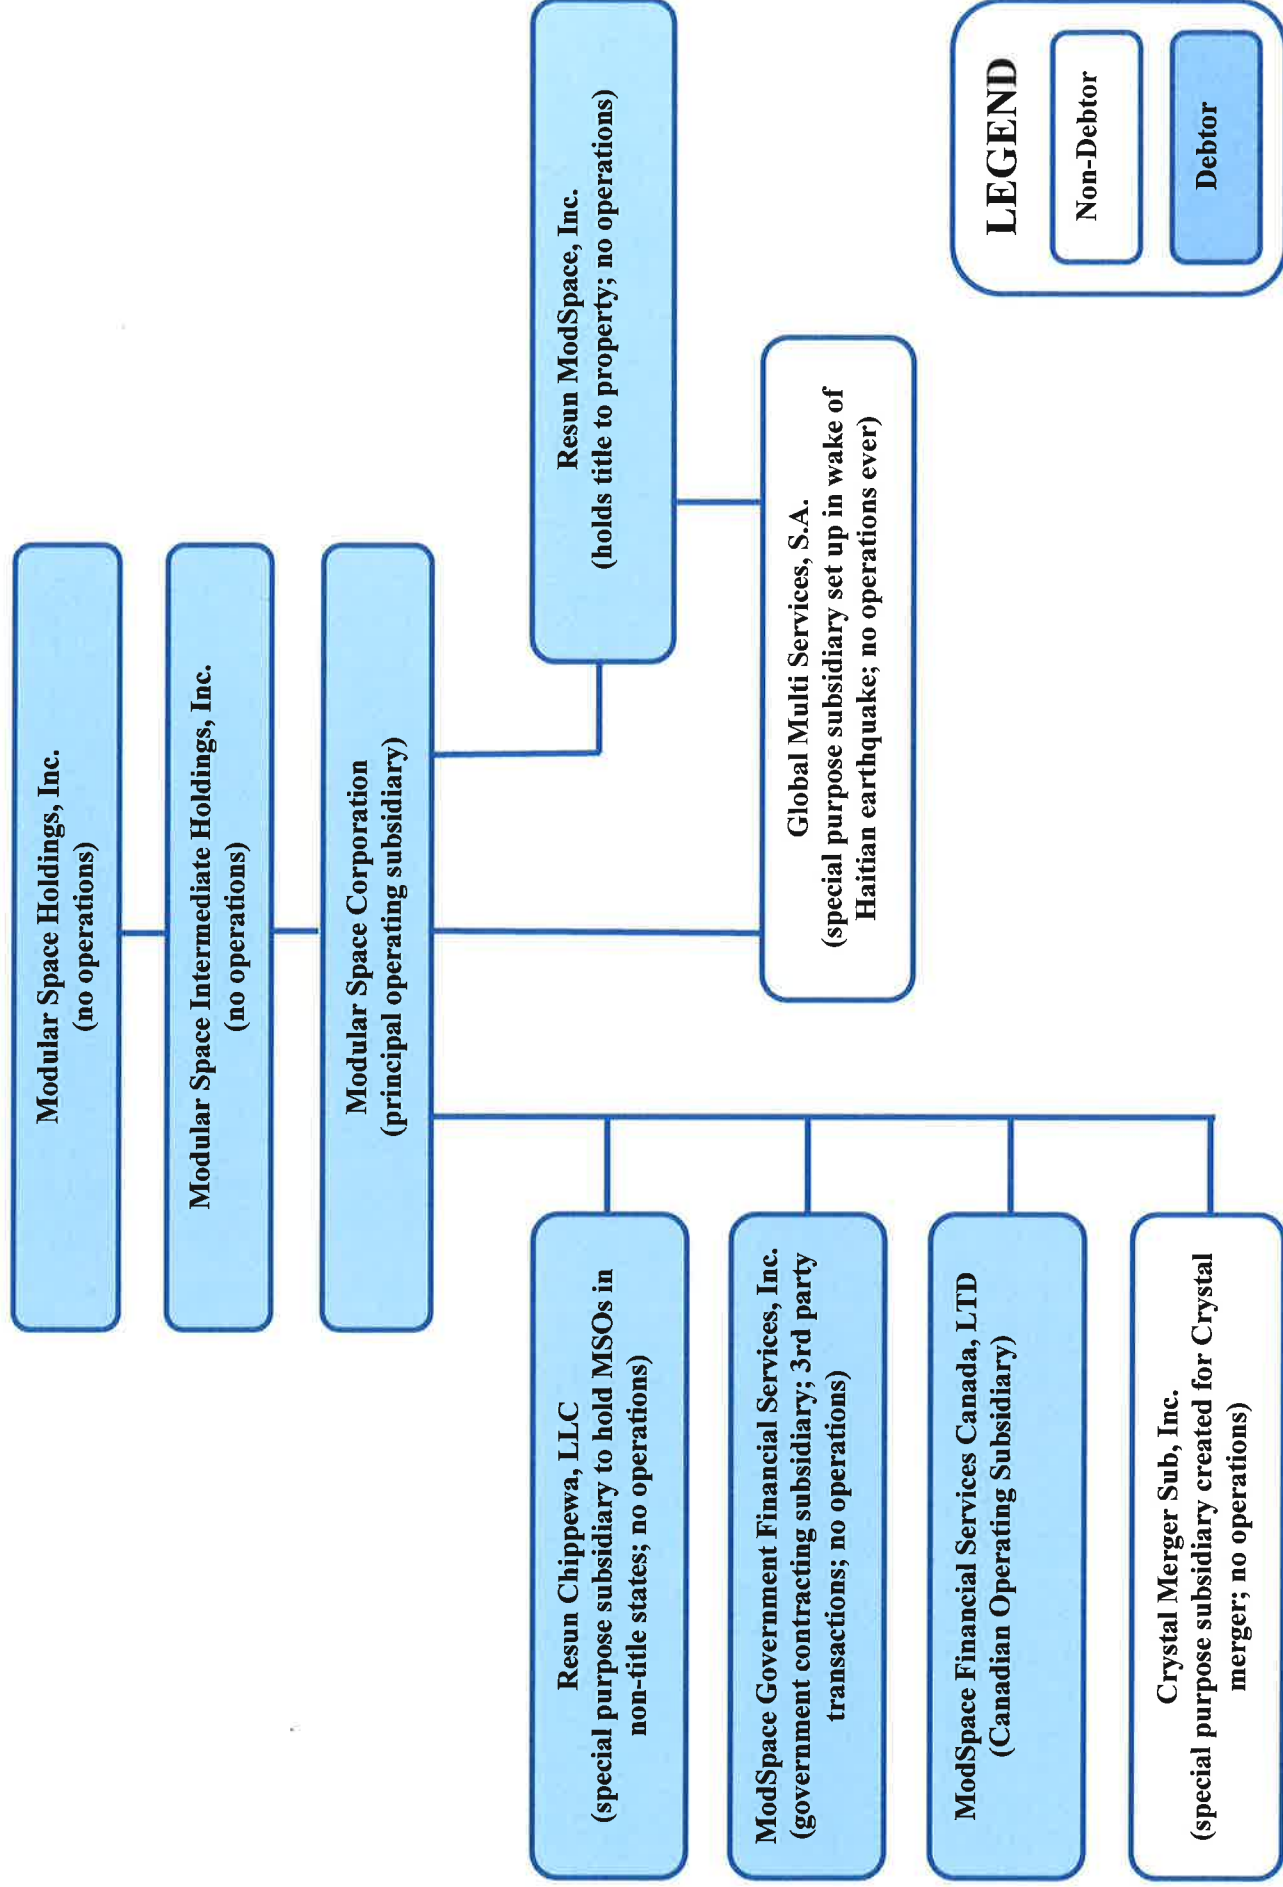 Modular Space Holdings, Inc.
(no operations)
Modular Space Intermediate Holdings, Inc.
(no operations)
Modular Space Corporation
(principal operating subsidiary)
Resun Chippewa, LLC
(special purpose subsidiary to hold MSOs in
non-title states; no operations)
ModSpace Government Financial Services, Inc.
(government contracting subsidiary; 3rd party
transactions; no operations)
ModSpace Financial Services Canada, LTD
(Canadian Operating Subsidiary)
Crystal Merger Sub, Inc.
(special purpose subsidiary created for Crystal
merger; no operations)
Resun ModSpace, Inc.
(holds title to property; no operations)
Global Multi Services, S.A.
(special purpose subsidiary set up in wake of
Haitian earthquake; no operations ever)
LEGEND
Non-Debtor
Debtor